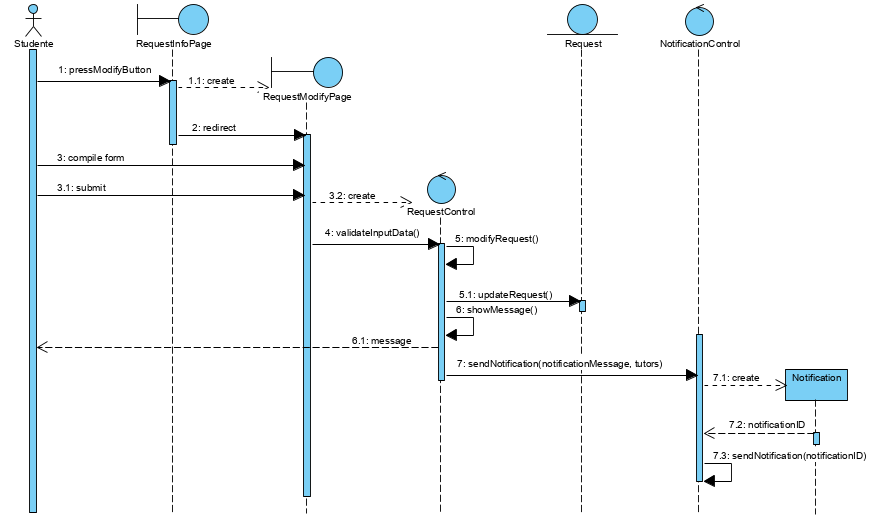 Studente
RequestInfoPage
Request
NotificationControl
1: pressModifyButton
1.1: create
RequestModifyPage
2: redirect
3: compile form
3.1: submit
3.2: create
RequestControl
4: validateInputData()
5: modifyRequest()
5.1: updateRequest()
6: showMessage()
6.1: message
7: sendNotification(notificationMessage, tutors)
7.1: create
Notification
7.2: notificationID
7.3: sendNotification(notificationID)